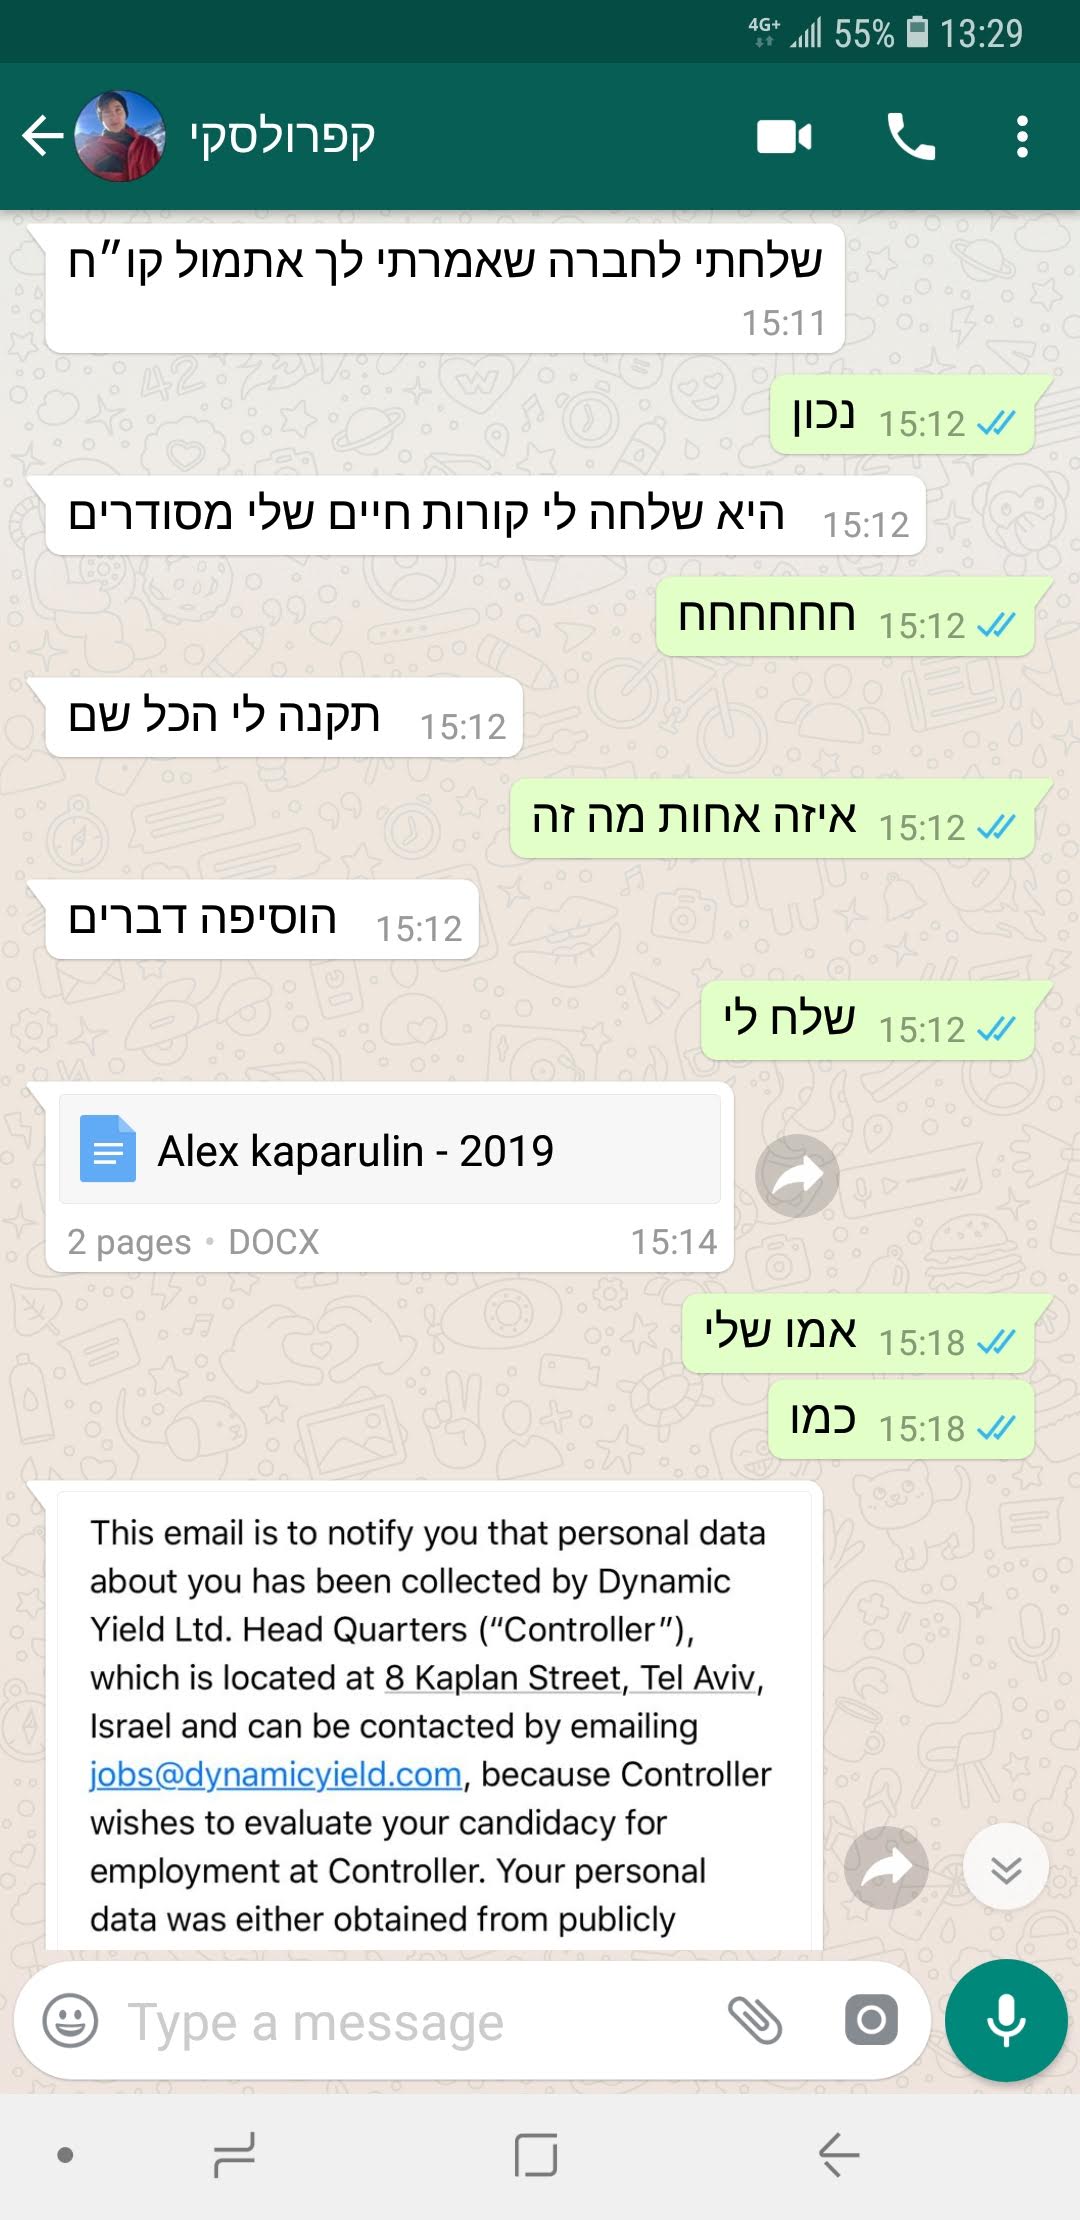 4G+ 55% 13:29
קפרולסקי
שלחתי לחברה שאמרתי לך אתמול קו״ח
15:11
נכון 15:12
היא שלחה לי קורות חיים שלי מסודרים 15:12
חחחחחח 15:12
תקנה לי הכל שם 15:12
איזה אחות מה זה 15:12
הוסיפה דברים 15:12
שלח לי 15:12
Alex kaparulin - 2019
2 pages • DOCX 15:14
אמו שלי 15:18
כמו 15:18
This email is to notify you that personal data
about you has been collected by Dynamic
Yield Ltd. Head Quarters (“Controller”),
which is located at 8 Kaplan Street, Tel Aviv,
Israel and can be contacted by emailing
jobs@dynamicyield.com, because Controller
wishes to evaluate your candidacy for
employment at Controller. Your personal
data was either obtained from publicly
Type a message